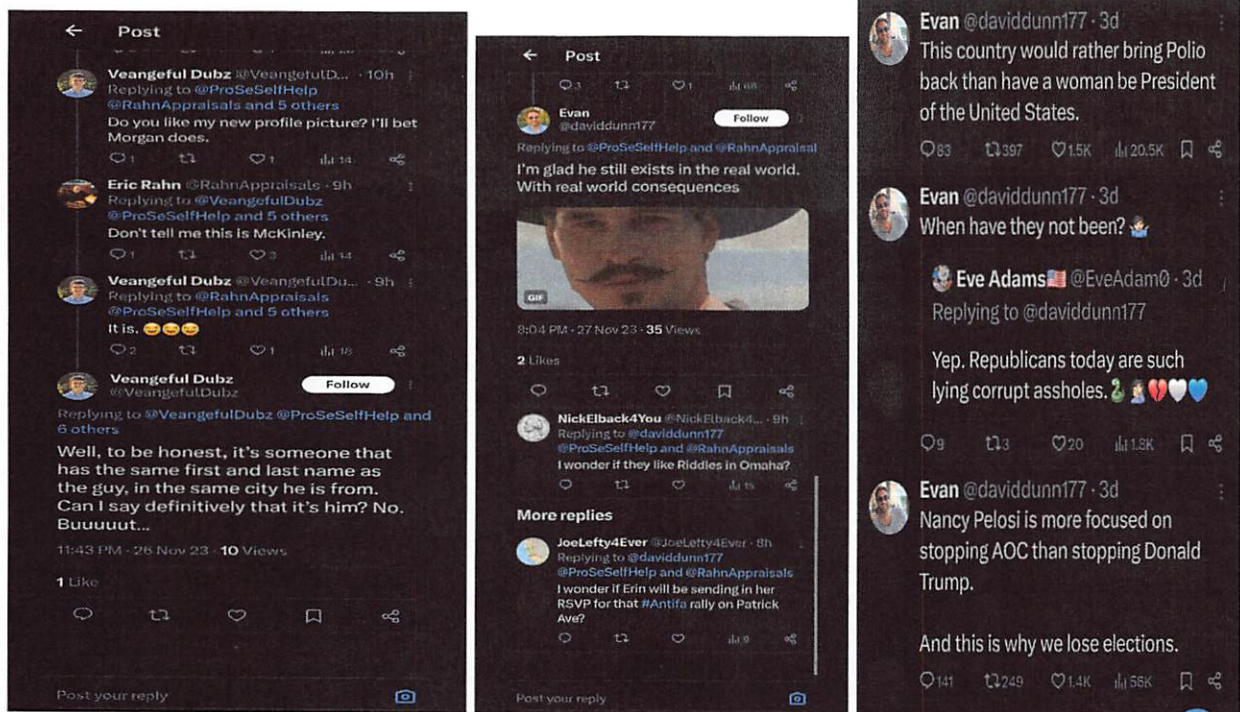 Post
Veangeful Dubz @VeangefulD... · 10h
Replying to @ProSeSelfHelp
@RahnAppraisals and 5 others
Do you like my new profile picture? I'll bet
Morgan does.
1 1 14
Eric Rahn @RahnAppraisals · 9h
Replying to @VeangefulDubz
@ProSeSelfHelp and 5 others
Don't tell me this is McKinley.
1 3 14
Veangeful Dubz @VeangefulDu... · 9h
Replying to @RahnAppraisals
@ProSeSelfHelp and 5 others
It is. 😂😂😂
2 1 18
Veangeful Dubz
@VeangefulDubz
Follow
Replying to @VeangefulDubz @ProSeSelfHelp and
6 others
Well, to be honest, it's someone that
has the same first and last name as
the guy, in the same city he is from.
Can I say definitively that it's him? No.
Buuuuut...
11:43 PM · 26 Nov 23 · 10 Views
1 Like
Post your reply
Post
3 1
Evan
@daviddunn177
Follow
Replying to @ProSeSelfHelp and @RahnAppraisal
I'm glad he still exists in the real world.
With real world consequences
GIF
8:04 PM · 27 Nov 23 · 35 Views
2 Likes
NickElback4You @NickElback4... · 9h
Replying to @daviddunn177
@ProSeSelfHelp and @RahnAppraisals
I wonder if they like Riddles in Omaha?
15
More replies
JoeLefty4Ever @JoeLefty4Ever · 8h
Replying to @daviddunn177
@ProSeSelfHelp and @RahnAppraisals
I wonder if Erin will be sending in her
RSVP for that #Antifa rally on Patrick
Ave?
9
Post your reply
Evan @daviddunn177 · 3d
This country would rather bring Polio
back than have a woman be President
of the United States.
83 397 1.5K 20.5K
Evan @daviddunn177 · 3d
When have they not been? 🤷🏻‍♂️
Eve Adams🇺🇸 @EveAdam0 · 3d
Replying to @daviddunn177
Yep. Republicans today are such
lying corrupt assholes.
9 3 20 1.8K
Evan @daviddunn177 · 3d
Nancy Pelosi is more focused on
stopping AOC than stopping Donald
Trump.
And this is why we lose elections.
141 249 1.4K 56K